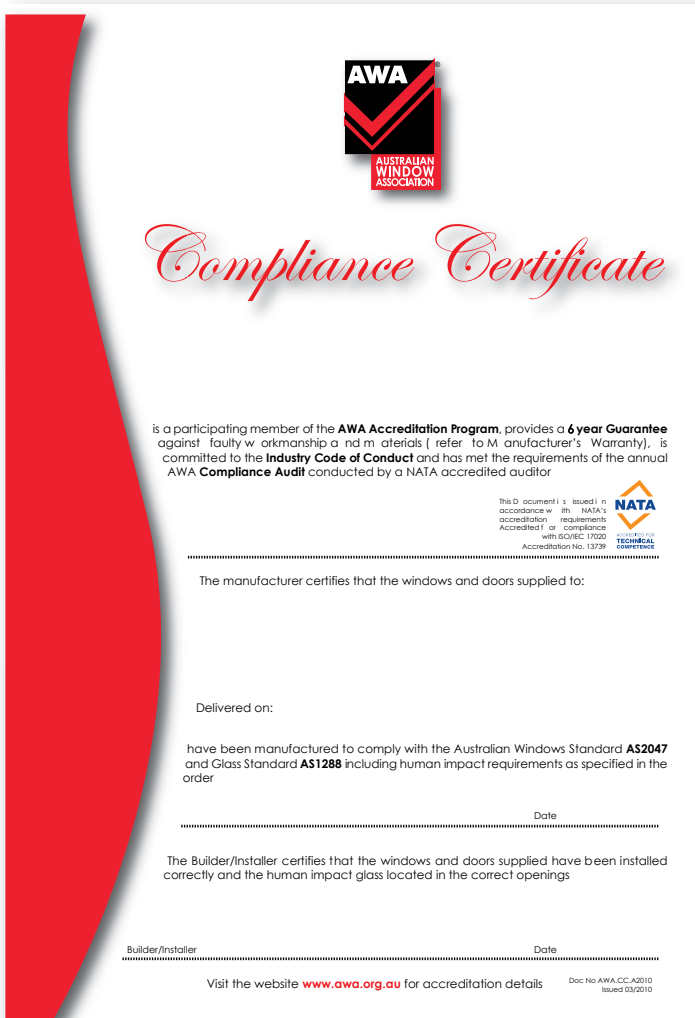 AWA®
AUSTRALIAN
WINDOW
ASSOCIATION
Compliance Certificate
is a participating member of the AWA Accreditation Program, provides a 6 year Guarantee
against faulty w orkmanship a nd m aterials ( refer to M anufacturer's Warranty), is
committed to the Industry Code of Conduct and has met the requirements of the annual
AWA Compliance Audit conducted by a NATA accredited auditor
This D ocument i s issued i n
accordance w ith NATA's
accreditation requirements
Accredited f or compliance
with ISO/IEC 17020
Accreditation No. 13739
NATA
ACCREDITED FOR
TECHNICAL
COMPETENCE
The manufacturer certifies that the windows and doors supplied to:
Delivered on:
have been manufactured to comply with the Australian Windows Standard AS2047
and Glass Standard AS1288 including human impact requirements as specified in the
order
Date
The Builder/Installer certifies that the windows and doors supplied have been installed
correctly and the human impact glass located in the correct openings
Builder/Installer Date
Visit the website www.awa.org.au for accreditation details
Doc No AWA.CC.A2010
Issued 03/2010